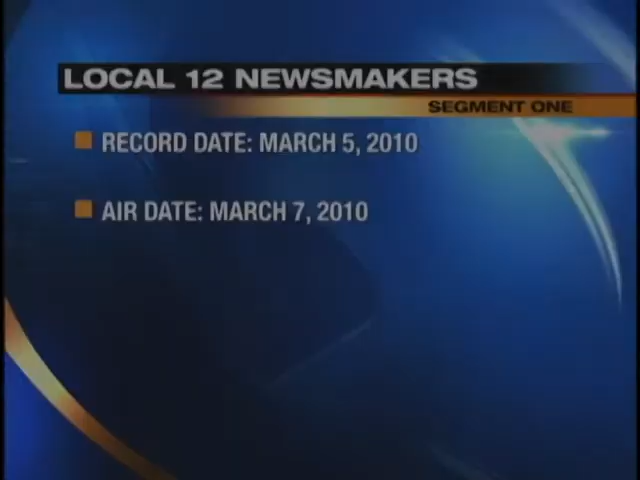 LOCAL 12 NEWSMAKERS
SEGMENT ONE
RECORD DATE: MARCH 5, 2010
AIR DATE: MARCH 7, 2010